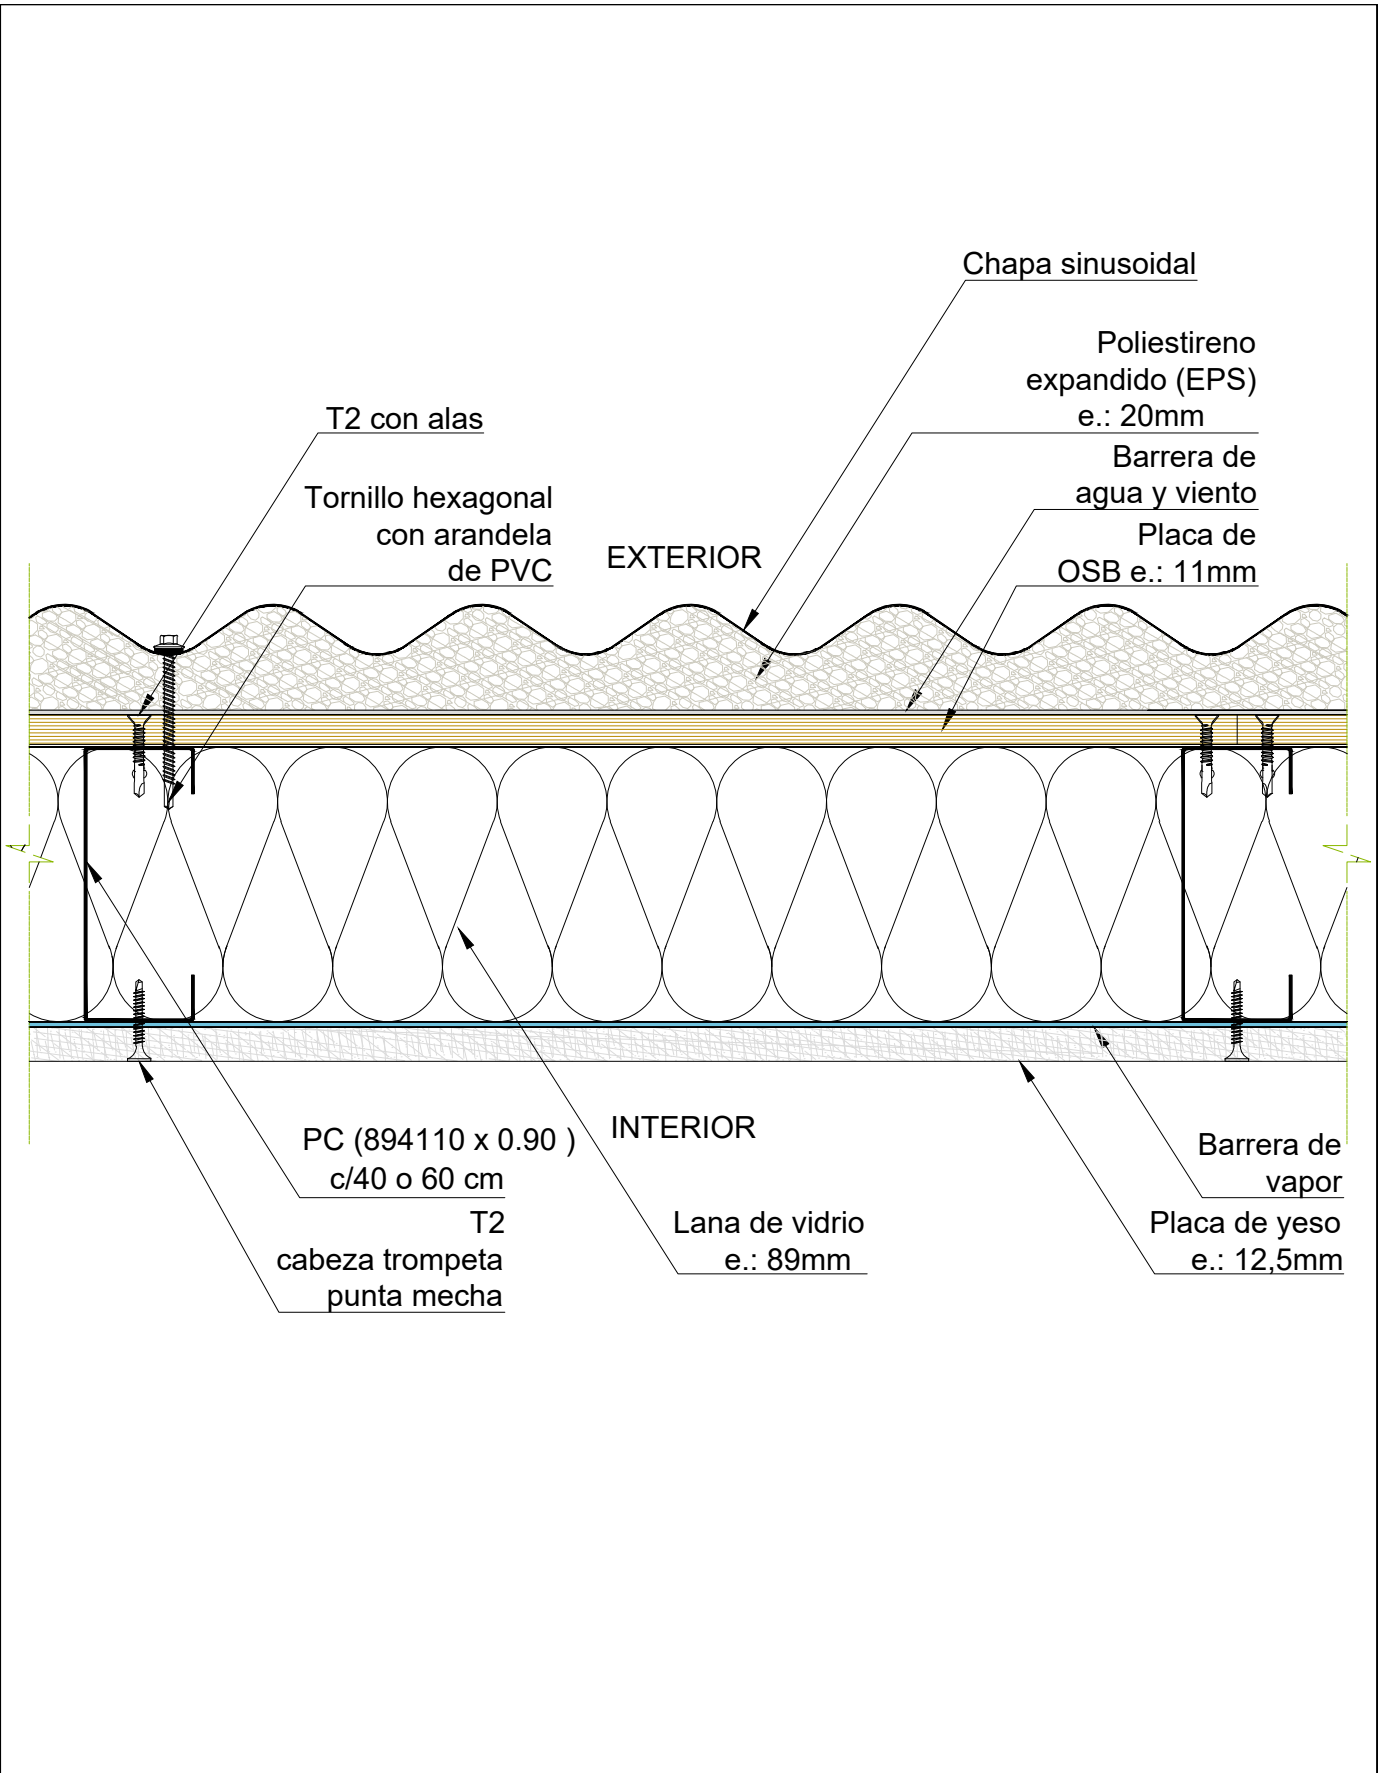 Chapa sinusoidal
Poliestireno
expandido (EPS)
e.: 20mm
T2 con alas
Barrera de
agua y viento
Tornillo hexagonal
con arandela
de PVC
EXTERIOR
Placa de
OSB e.: 11mm
PC (894110 x 0.90 )
c/40 o 60 cm
INTERIOR
Barrera de
vapor
T2
cabeza trompeta
punta mecha
Lana de vidrio
e.: 89mm
Placa de yeso
e.: 12,5mm